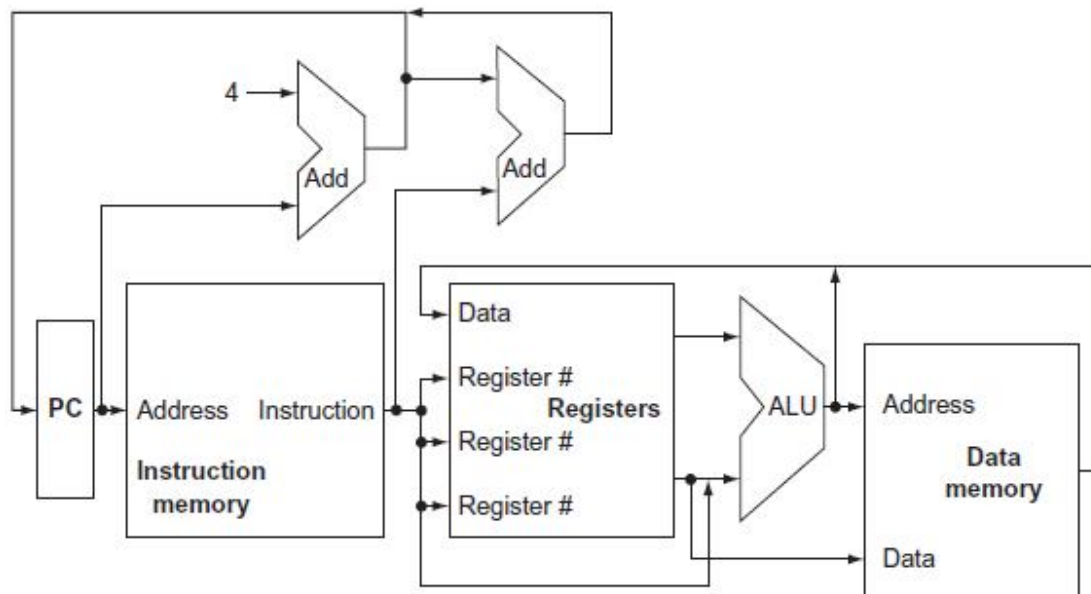 4
Add
Add
Data
Register #
PC
Address
Instruction
Registers
ALU
Address
Register #
Instruction
memory
Data
memory
Register #
Data